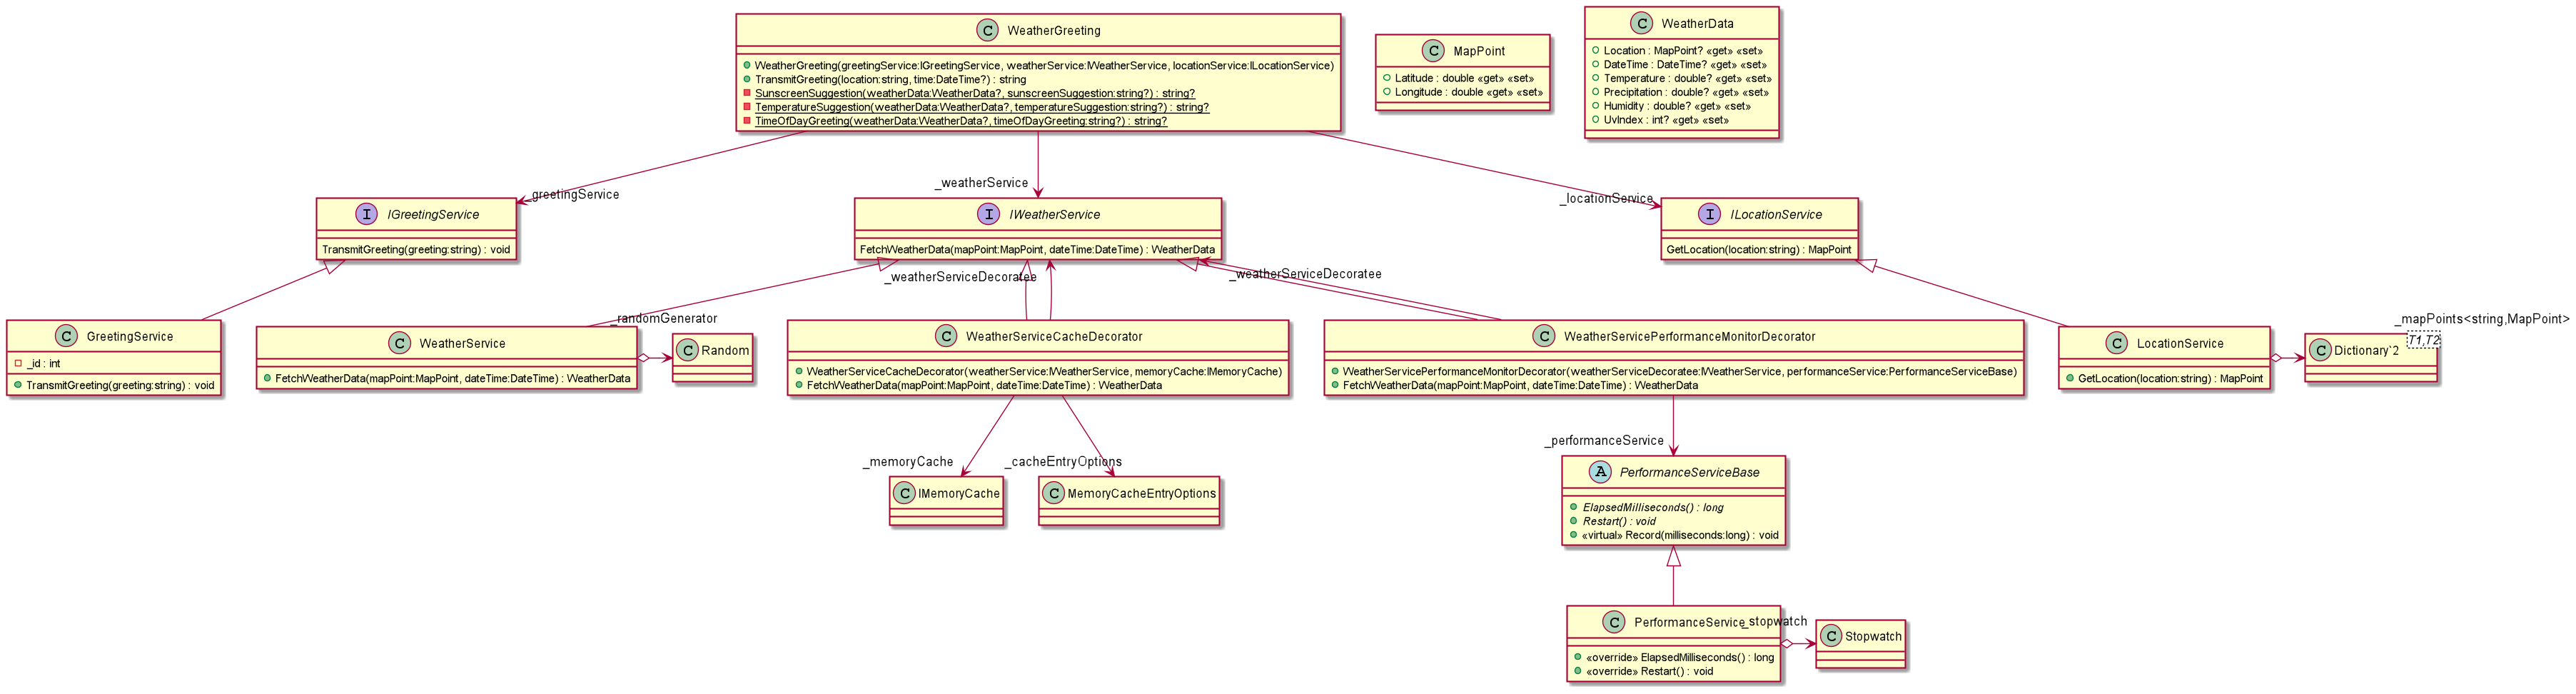 C WeatherGreeting
WeatherGreeting(greetingService:IGreetingService, weatherService:IWeatherService, locationService:ILocationService)
TransmitGreeting(location:string, time:DateTime?) : string
SunscreenSuggestion(weatherData:WeatherData?, sunscreenSuggestion:string?) : string?
TemperatureSuggestion(weatherData:WeatherData?, temperatureSuggestion:string?) : string?
TimeOfDayGreeting(weatherData:WeatherData?, timeOfDayGreeting:string?) : string?
C MapPoint
Latitude : double «get» «set»
Longitude : double «get» «set»
C WeatherData
Location : MapPoint? «get» «set»
DateTime : DateTime? «get» «set»
Temperature : double? «get» «set»
Precipitation : double? «get» «set»
Humidity : double? «get» «set»
UvIndex : int? «get» «set»
_greetingService
_weatherService
_locationService
I IGreetingService
TransmitGreeting(greeting:string) : void
I IWeatherService
FetchWeatherData(mapPoint:MapPoint, dateTime:DateTime) : WeatherData
I ILocationService
GetLocation(location:string) : MapPoint
_weatherServiceDecoratee
_weatherServiceDecoratee
C GreetingService
_id : int
TransmitGreeting(greeting:string) : void
C WeatherService
FetchWeatherData(mapPoint:MapPoint, dateTime:DateTime) : WeatherData
_randomGenerator
C Random
C WeatherServiceCacheDecorator
WeatherServiceCacheDecorator(weatherService:IWeatherService, memoryCache:IMemoryCache)
FetchWeatherData(mapPoint:MapPoint, dateTime:DateTime) : WeatherData
C WeatherServicePerformanceMonitorDecorator
WeatherServicePerformanceMonitorDecorator(weatherServiceDecoratee:IWeatherService, performanceService:PerformanceServiceBase)
FetchWeatherData(mapPoint:MapPoint, dateTime:DateTime) : WeatherData
C LocationService
GetLocation(location:string) : MapPoint
_mapPoints<string,MapPoint>
C Dictionary`2
T1,T2
_memoryCache
_cacheEntryOptions
_performanceService
C IMemoryCache
C MemoryCacheEntryOptions
A PerformanceServiceBase
ElapsedMilliseconds() : long
Restart() : void
«virtual» Record(milliseconds:long) : void
C PerformanceService
«override» ElapsedMilliseconds() : long
«override» Restart() : void
_stopwatch
C Stopwatch